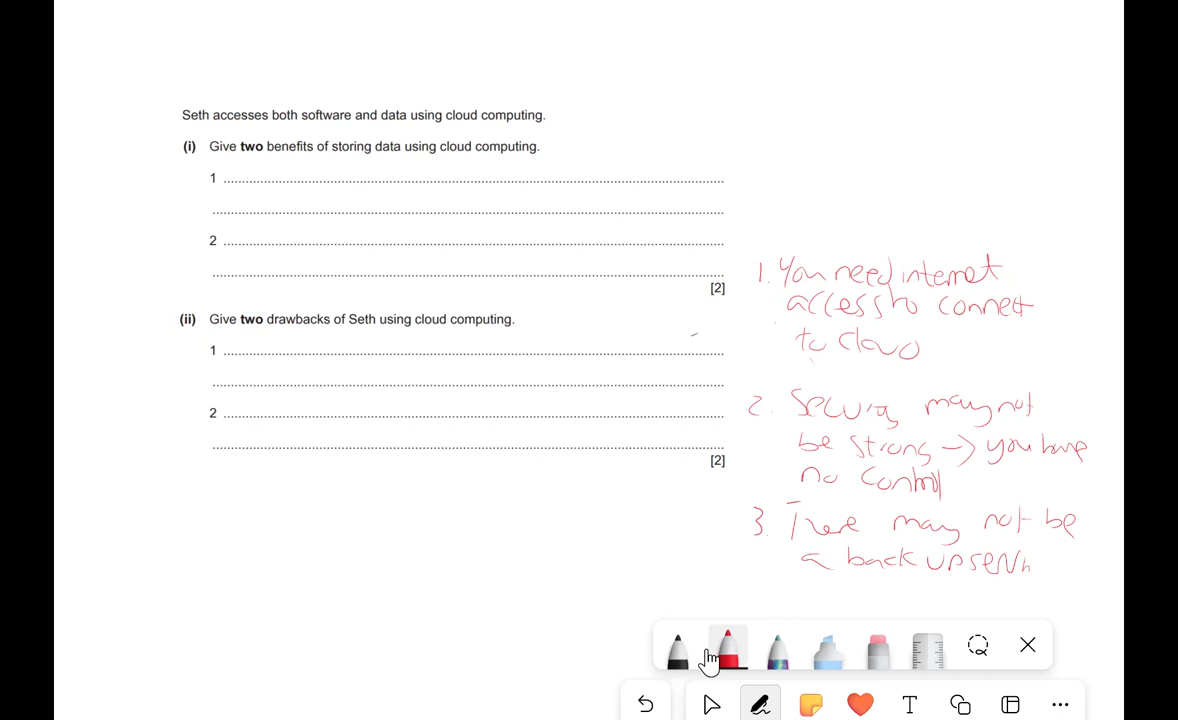 Seth accesses both software and data using cloud computing.
(i) Give two benefits of storing data using cloud computing.
1 ........................................................................
........................................................................
2 ........................................................................
........................................................................
[2]
(ii) Give two drawbacks of Seth using cloud computing.
1 ........................................................................
........................................................................
2 ........................................................................
........................................................................
[2]
1. You need internet
access to connect
to cloud
2. Security may not
be strong -> you have
no control
3. There may not be
a back up
T